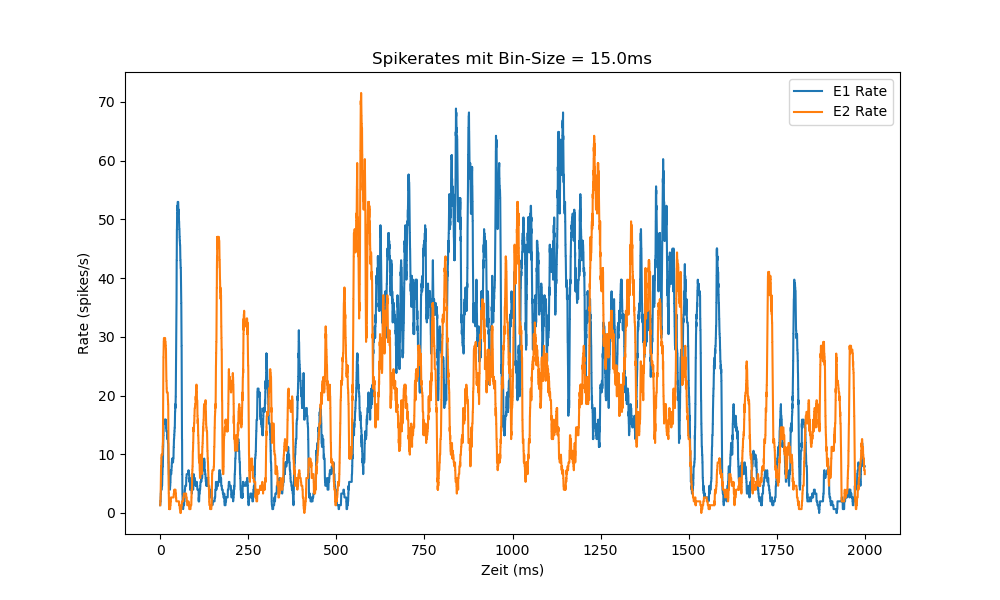 Spikerates mit Bin-Size = 15.0ms
E1 Rate
E2 Rate
70
60
50
40
30
20
10
0
Rate (spikes/s)
0 250 500 750 1000 1250 1500 1750 2000
Zeit (ms)